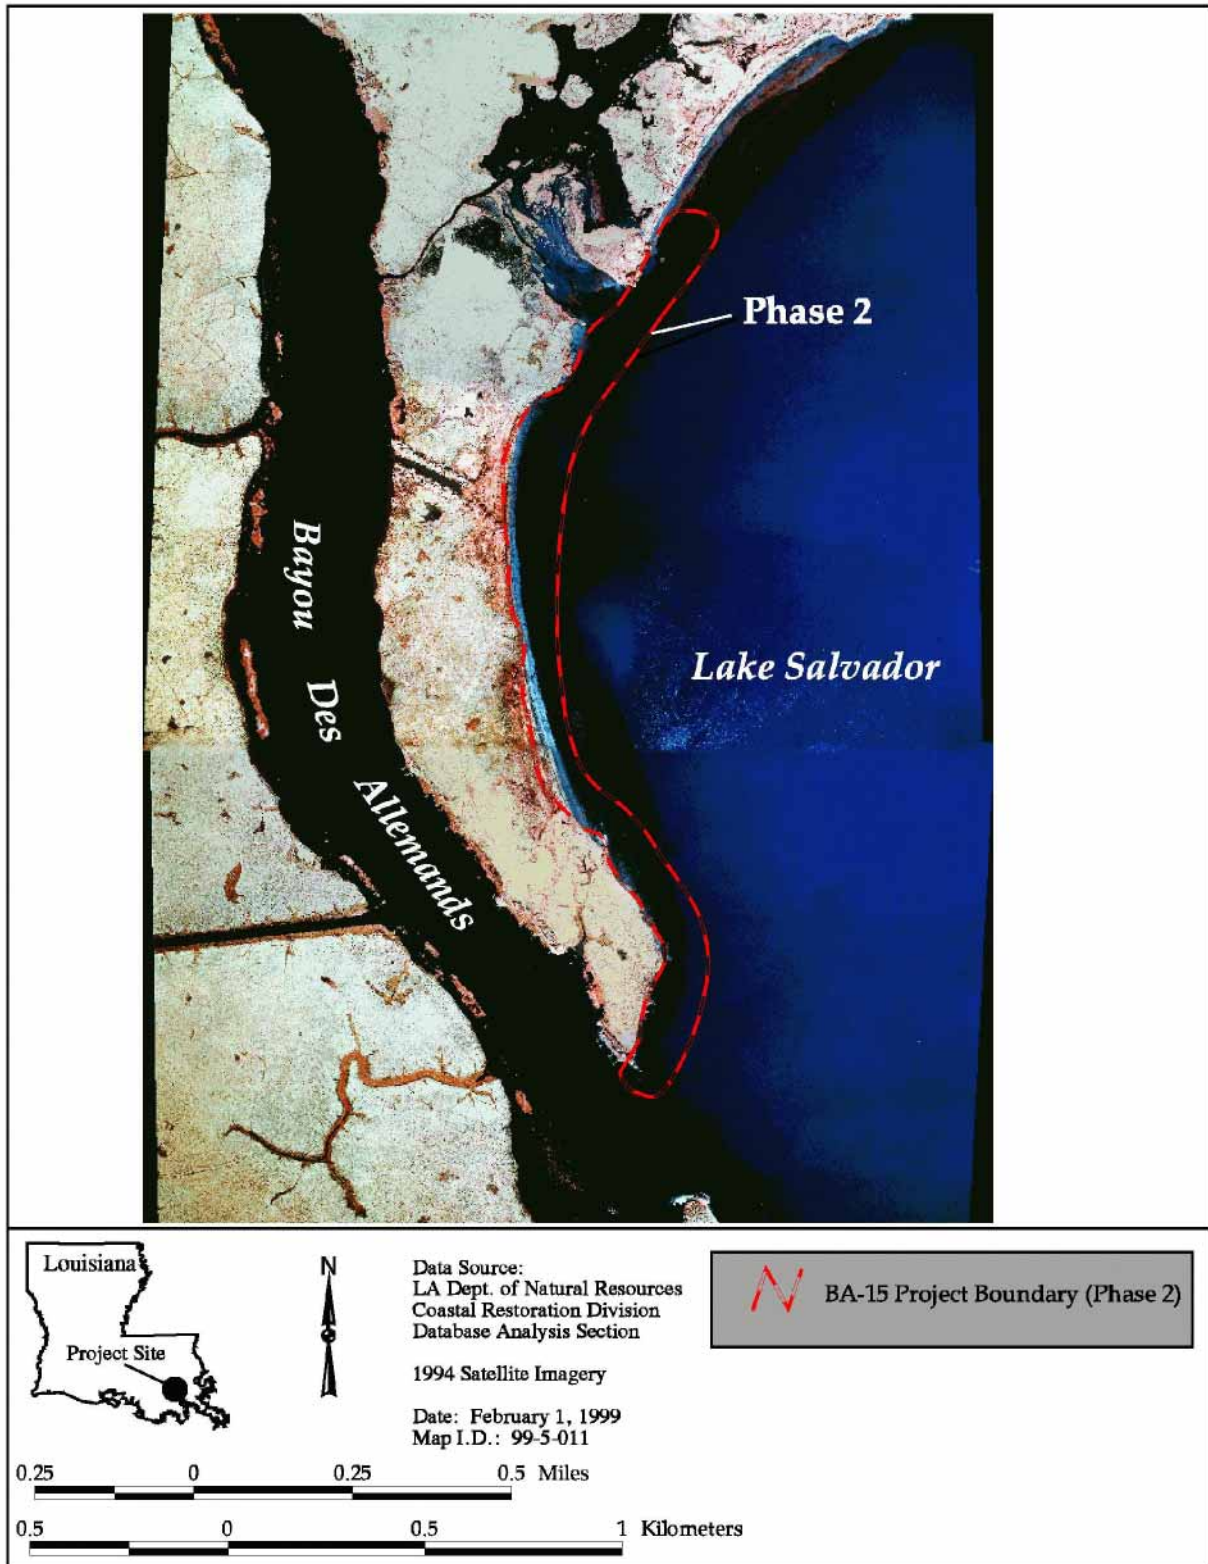 Phase 2
Bayou
Des
Allemands
Lake Salvador
Louisiana
Project Site
N
Data Source:
LA Dept. of Natural Resources
Coastal Restoration Division
Database Analysis Section
1994 Satellite Imagery
Date: February 1, 1999
Map I.D.: 99-5-011
BA-15 Project Boundary (Phase 2)
0.25 0 0.25 0.5 Miles
0.5 0 0.5 1 Kilometers